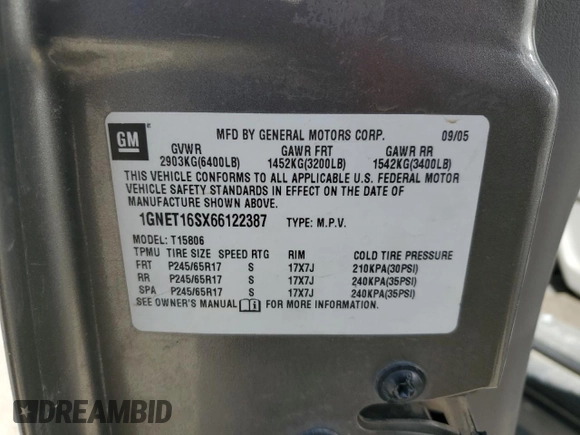 GM
MFD BY GENERAL MOTORS CORP. 09/05
GVWR GAWR FRT GAWR RR
2903KG(6400LB) 1452KG(3200LB) 1542KG(3400LB)
THIS VEHICLE CONFORMS TO ALL APPLICABLE U.S. FEDERAL MOTOR
VEHICLE SAFETY STANDARDS IN EFFECT ON THE DATE OF
MANUFACTURE SHOWN ABOVE.
1GNET16SX66122387 TYPE: M.P.V.
MODEL: T15806
TPMU TIRE SIZE SPEED RTG RIM COLD TIRE PRESSURE
FRT P245/65R17 S 17X7J 210KPA(30PSI)
RR P245/65R17 S 17X7J 240KPA(35PSI)
SPA P245/65R17 S 17X7J 240KPA(35PSI)
SEE OWNER'S MANUAL FOR MORE INFORMATION.
DREAMBID